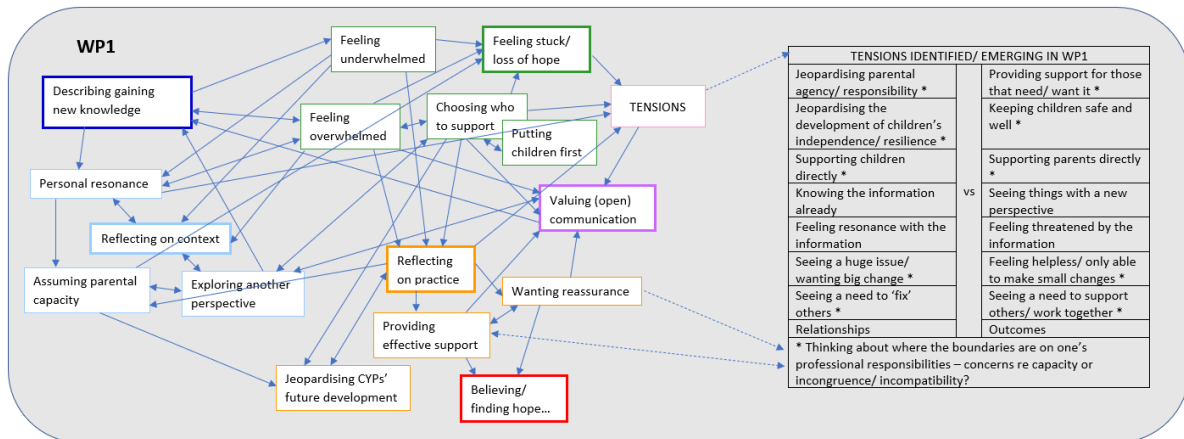 WP1
Feeling
underwhelmed
Feeling stuck/
loss of hope
Describing gaining
new knowledge
Feeling
overwhelmed
Choosing who
to support
TENSIONS
Putting
children first
Personal resonance
Valuing (open)
communication
Reflecting on context
Assuming parental
capacity
Exploring another
perspective
Reflecting
on practice
Wanting reassurance
Providing
effective support
Jeopardising CYPs’
future development
Believing/
finding hope…
TENSIONS IDENTIFIED/ EMERGING IN WP1
Jeopardising parental
agency/ responsibility *
Providing support for those
that need/ want it *
Jeopardising the
development of children’s
independence/ resilience *
Keeping children safe and
well *
Supporting children
directly *
Supporting parents directly
*
Knowing the information
already
vs
Seeing things with a new
perspective
Feeling resonance with the
information
Feeling threatened by the
information
Seeing a huge issue/
wanting big change *
Feeling helpless/ only able
to make small changes *
Seeing a need to ‘fix’
others *
Seeing a need to support
others/ work together *
Relationships
Outcomes
* Thinking about where the boundaries are on one’s
professional responsibilities – concerns re capacity or
incongruence/ incompatibility?